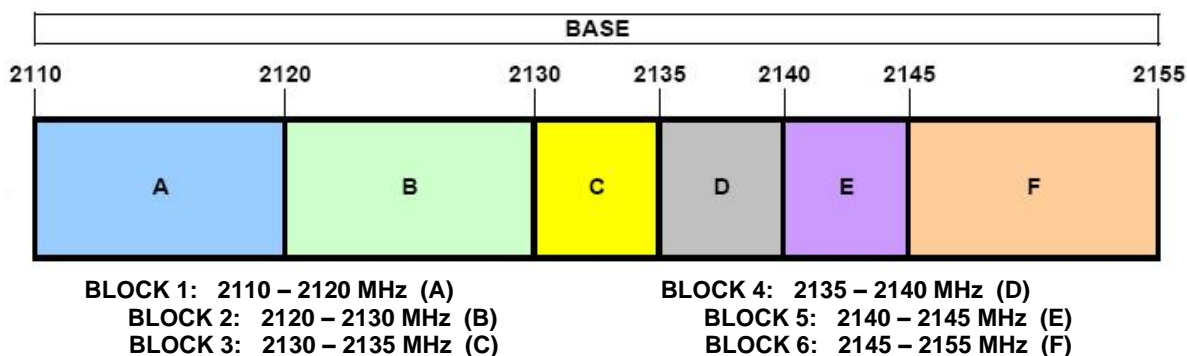 BASE
2110 2120 2130 2135 2140 2145 2155
A B C D E F
BLOCK 1: 2110 – 2120 MHz (A)
BLOCK 2: 2120 – 2130 MHz (B)
BLOCK 3: 2130 – 2135 MHz (C)
BLOCK 4: 2135 – 2140 MHz (D)
BLOCK 5: 2140 – 2145 MHz (E)
BLOCK 6: 2145 – 2155 MHz (F)